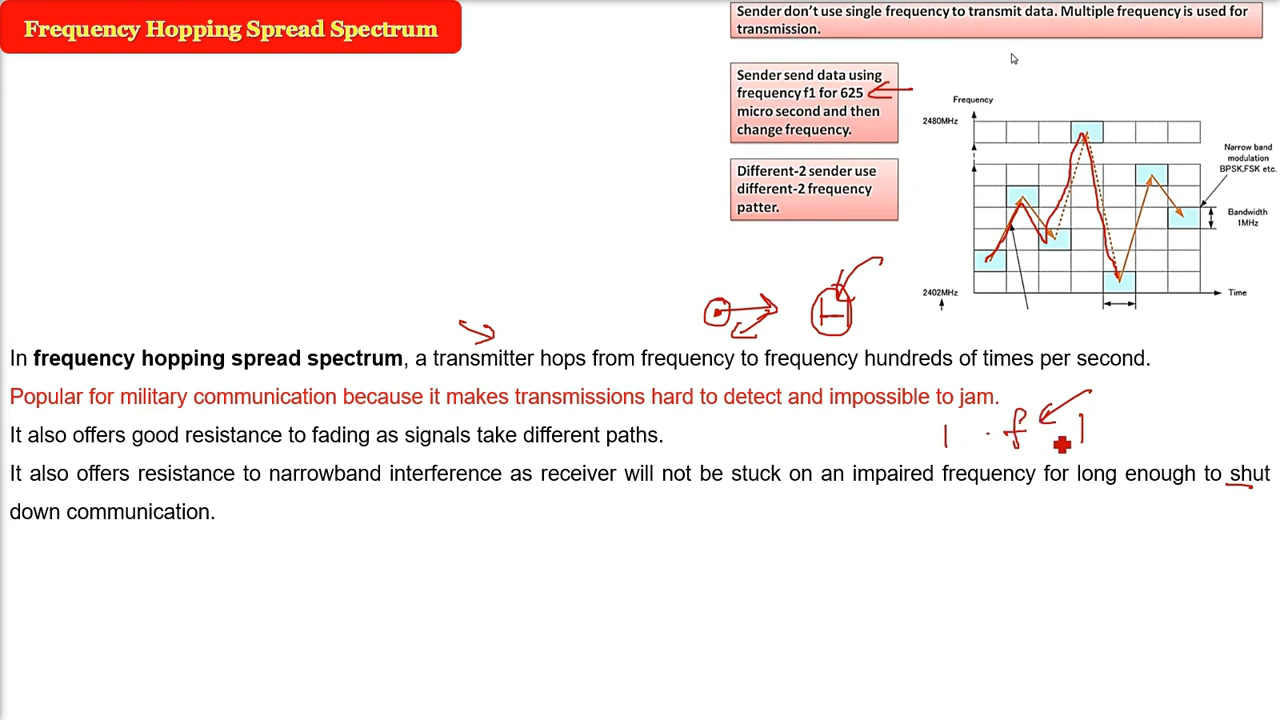 Frequency Hopping Spread Spectrum
Sender don't use single frequency to transmit data. Multiple frequency is used for
transmission.
Sender send data using
frequency f1 for 625
micro second and then
change frequency.
Different-2 sender use
different-2 frequency
patter.
Frequency
2480MHz
Narrow band
modulation
BPSK,FSK etc.
Bandwidth
1MHz
2402MHz
Time
In frequency hopping spread spectrum, a transmitter hops from frequency to frequency hundreds of times per second.
Popular for military communication because it makes transmissions hard to detect and impossible to jam.
It also offers good resistance to fading as signals take different paths.
f
It also offers resistance to narrowband interference as receiver will not be stuck on an impaired frequency for long enough to shut
down communication.